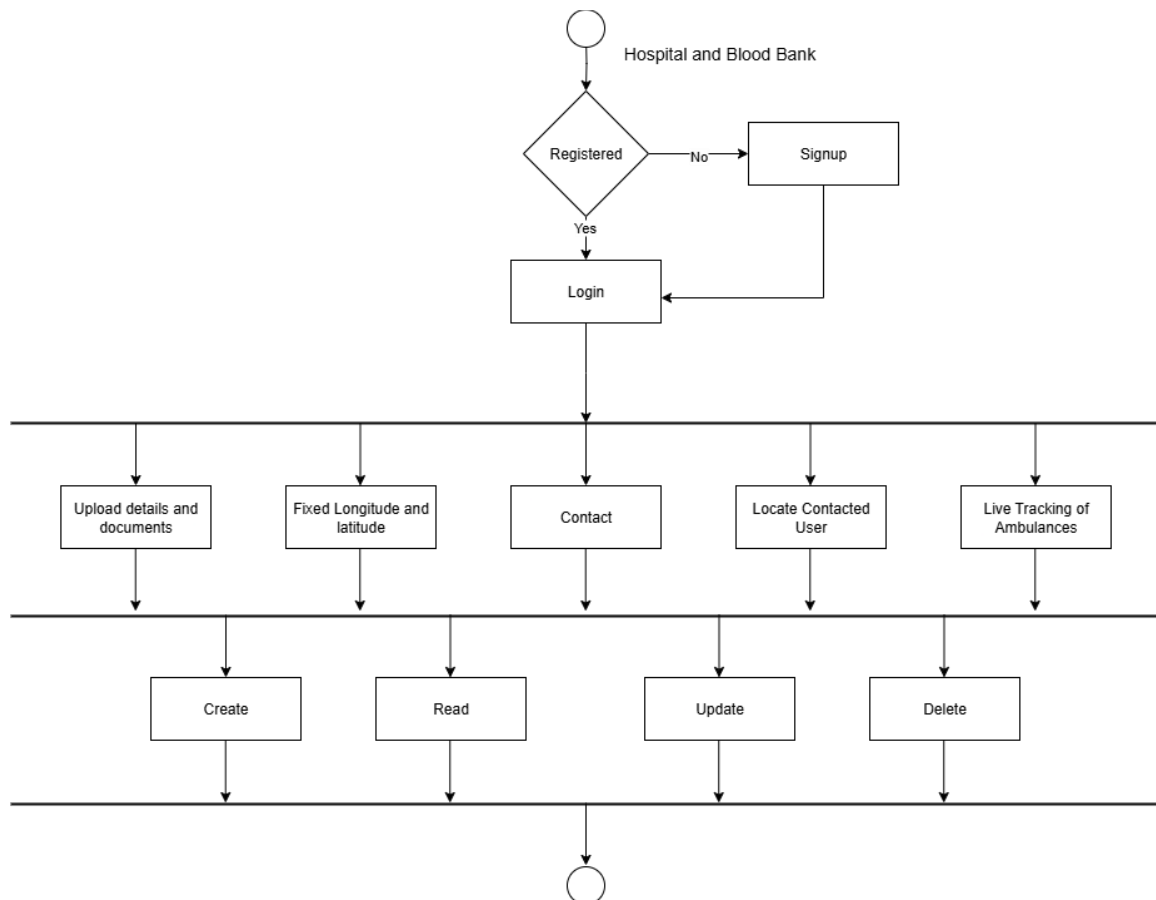 Hospital and Blood Bank
Registered
No
Signup
Yes
Login
Upload details and
documents
Fixed Longitude and
latitude
Contact
Locate Contacted
User
Live Tracking of
Ambulances
Create
Read
Update
Delete